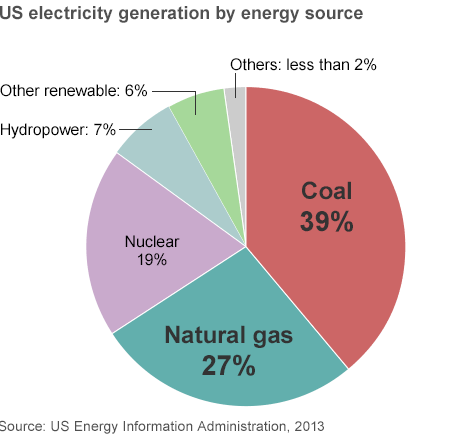 US electricity generation by energy source
Others: less than 2%
Other renewable: 6%
Hydropower: 7%
Coal
39%
Nuclear
19%
Natural gas
27%
Source: US Energy Information Administration, 2013